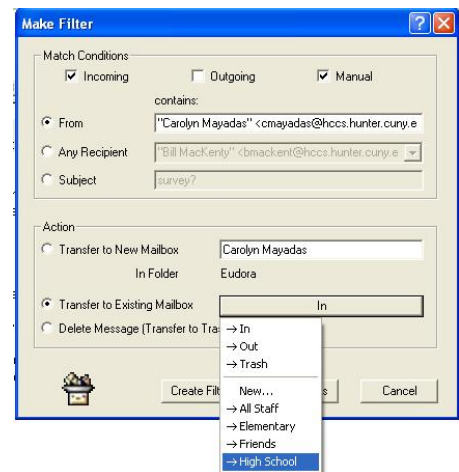 Make Filter
Match Conditions
Incoming Outgoing Manual
contains:
From "Carolyn Mayadas" <cmayadas@hccs.hunter.cuny.e
Any Recipient "Bill MacKenty" <bmackent@hccs.hunter.cuny.e
Subject survey?
Action
Transfer to New Mailbox Carolyn Mayadas
In Folder Eudora
Transfer to Existing Mailbox In
Delete Message (Transfer to Tra
→ In
→ Out
→ Trash
New...
→ All Staff
→ Elementary
→ Friends
→ High School
Create Filt s Cancel